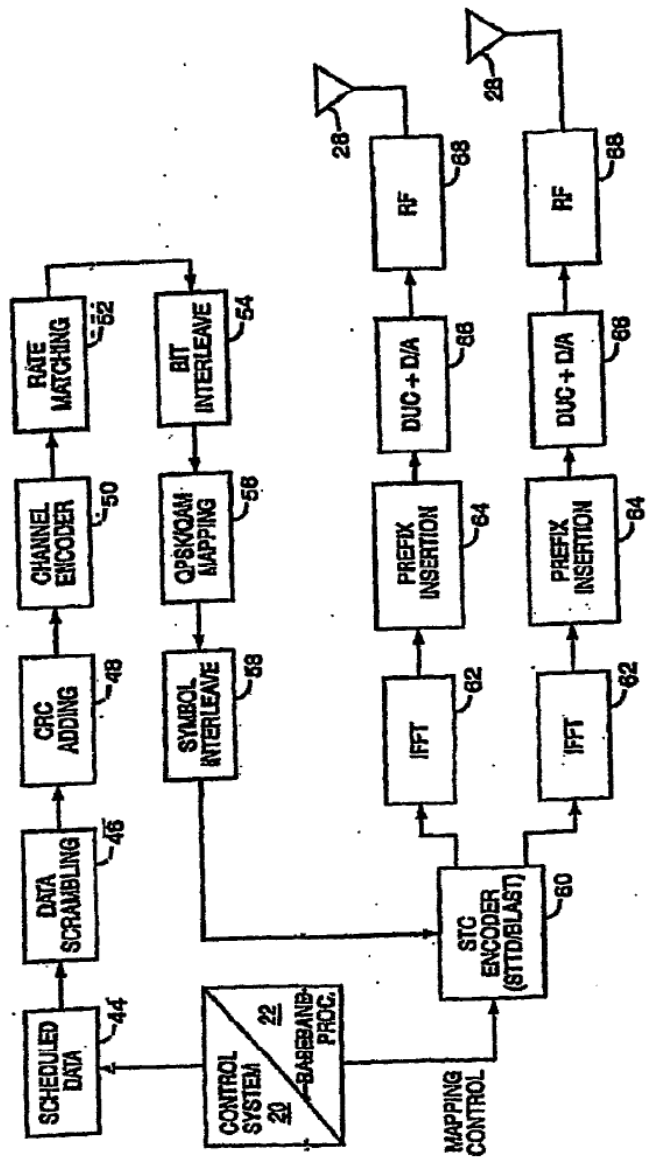 SCHEDULED
DATA
44
DATA
SCRAMBLING
46
CRC
ADDING
48
CHANNEL
ENCODER
50
RATE
MATCHING
52
BIT
INTERLEAVE
54
QPSK/QAM
MAPPING
56
SYMBOL
INTERLEAVE
58
CONTROL
SYSTEM
20
22
BASEBAND
PROC.
MAPPING
CONTROL
STC
ENCODER
(STTD/BLAST)
60
IFFT
62
PREFIX
INSERTION
64
DUC + D/A
66
RF
68
28
IFFT
62
PREFIX
INSERTION
64
DUC + D/A
66
RF
68
28